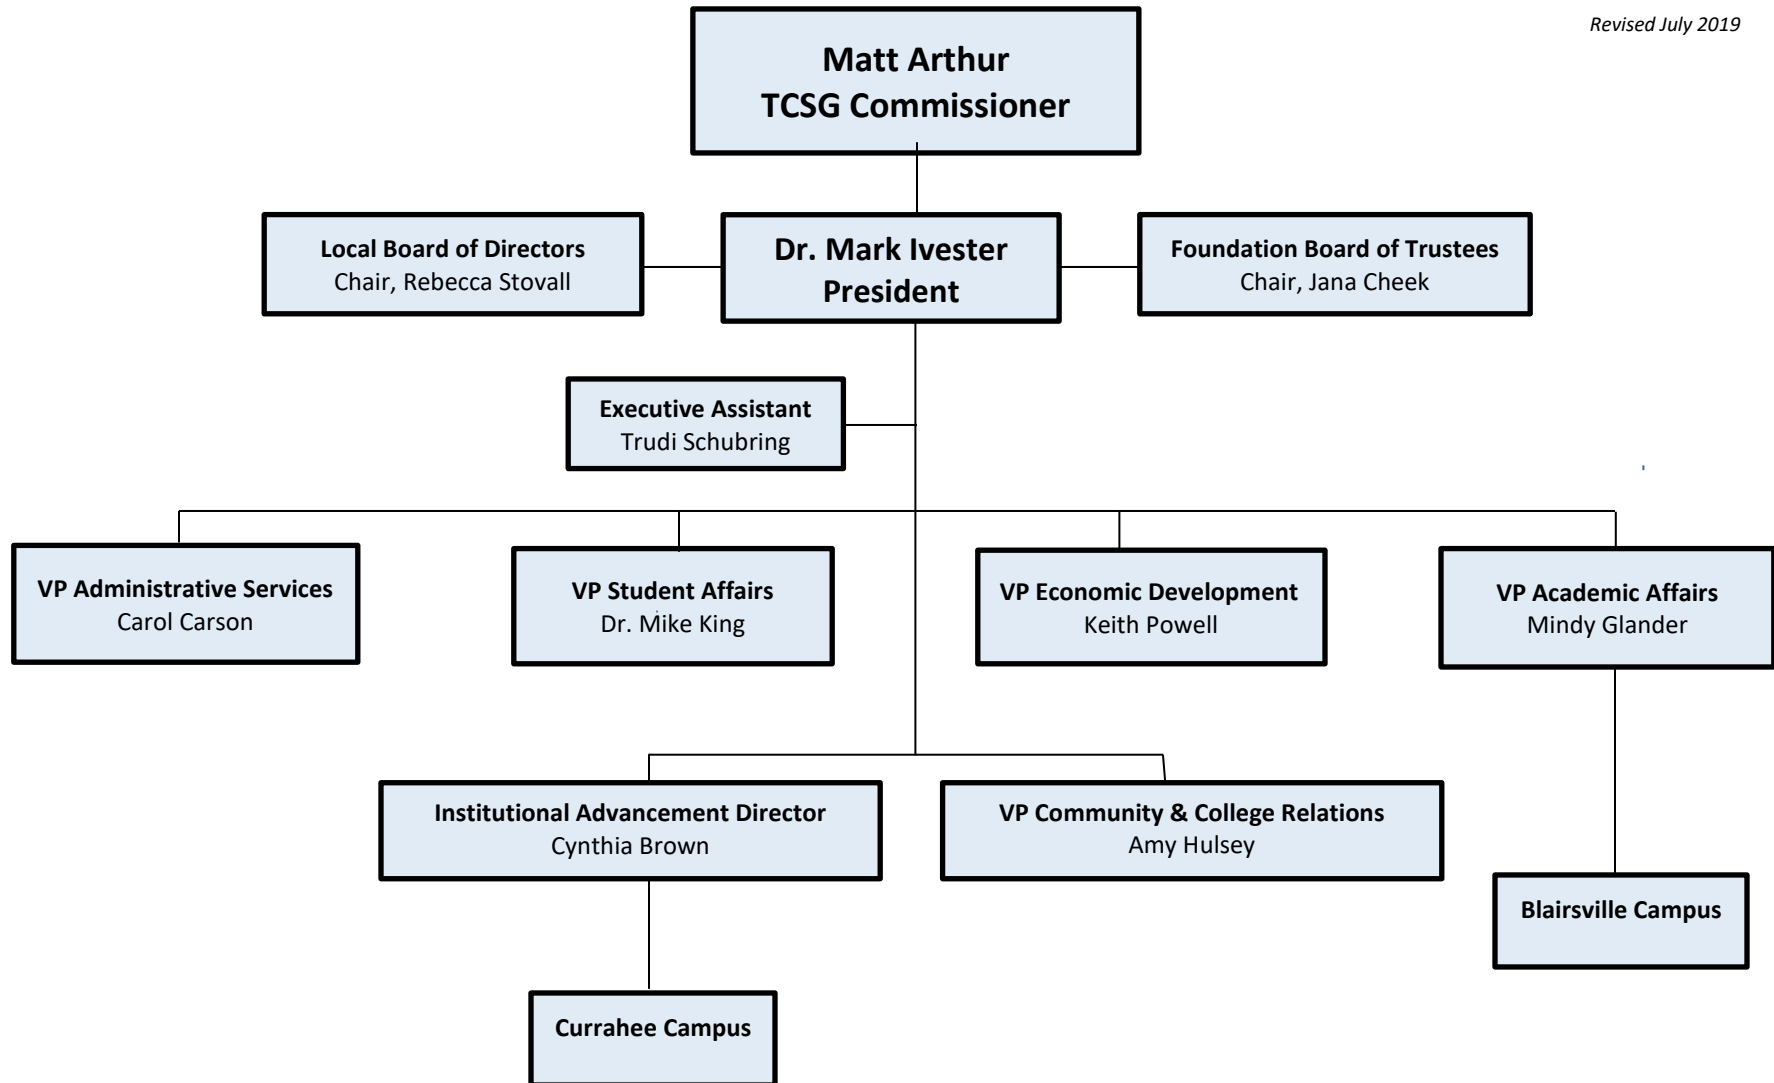 Revised July 2019
Matt Arthur
TCSG Commissioner
Local Board of Directors
Chair, Rebecca Stovall
Dr. Mark Ivester
President
Foundation Board of Trustees
Chair, Jana Cheek
Executive Assistant
Trudi Schubring
VP Administrative Services
Carol Carson
VP Student Affairs
Dr. Mike King
VP Economic Development
Keith Powell
VP Academic Affairs
Mindy Glander
Institutional Advancement Director
Cynthia Brown
VP Community & College Relations
Amy Hulsey
Blairsville Campus
Currahee Campus